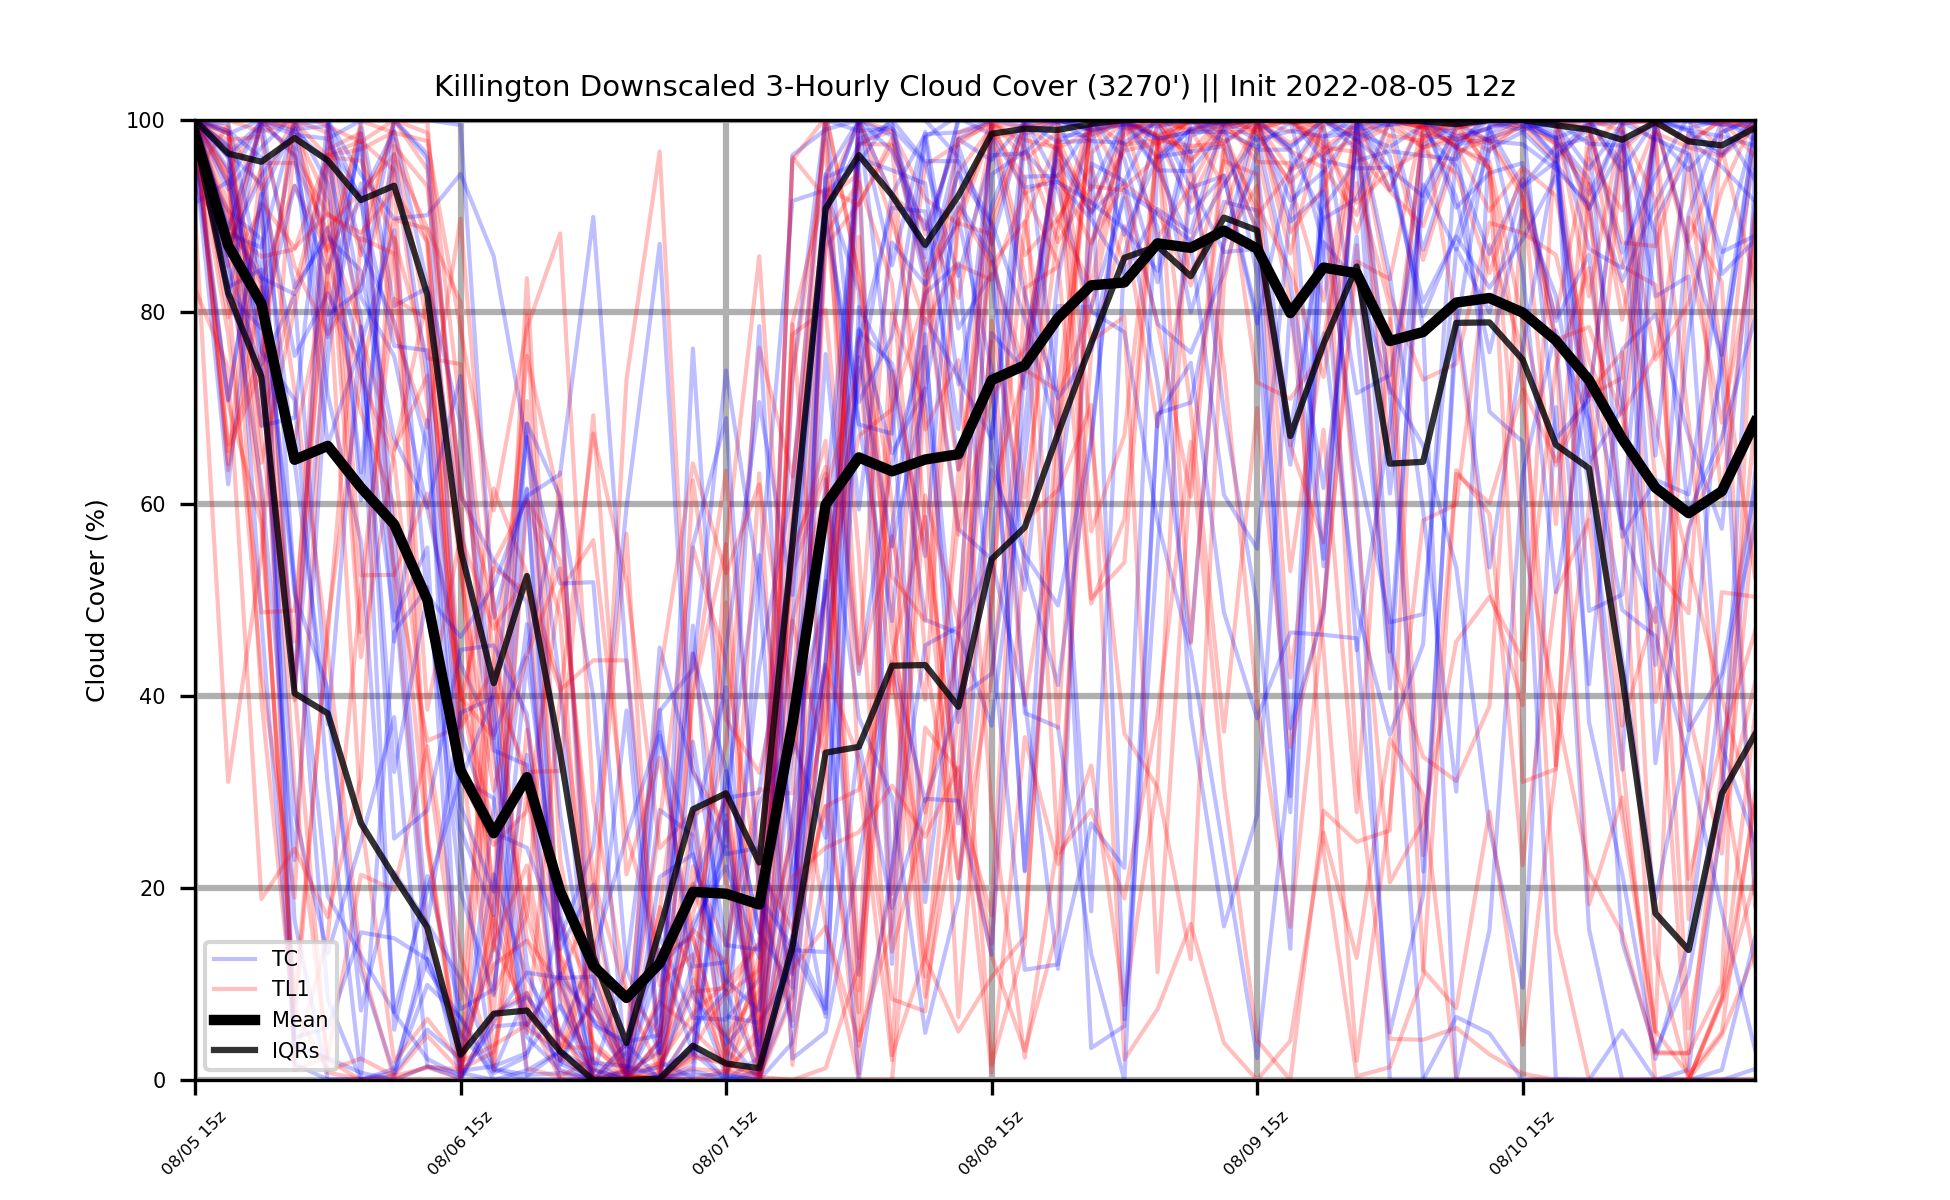 Killington Downscaled 3-Hourly Cloud Cover (3270') || Init 2022-08-05 12z
Cloud Cover (%)
100
80
60
40
20
0
TC
TL1
Mean
IQRs
08/05 15z
08/06 15z
08/07 15z
08/08 15z
08/09 15z
08/10 15z